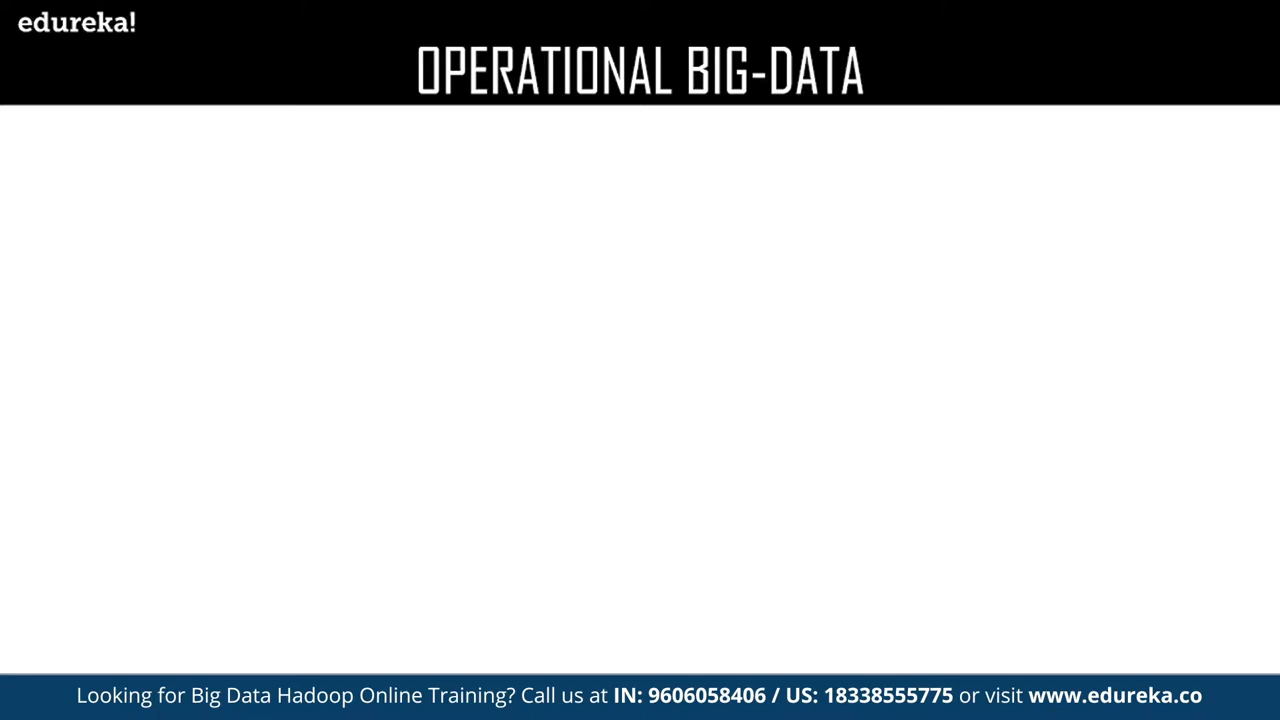 edureka!
OPERATIONAL BIG-DATA
Looking for Big Data Hadoop Online Training? Call us at IN: 9606058406 / US: 18338555775 or visit www.edureka.co